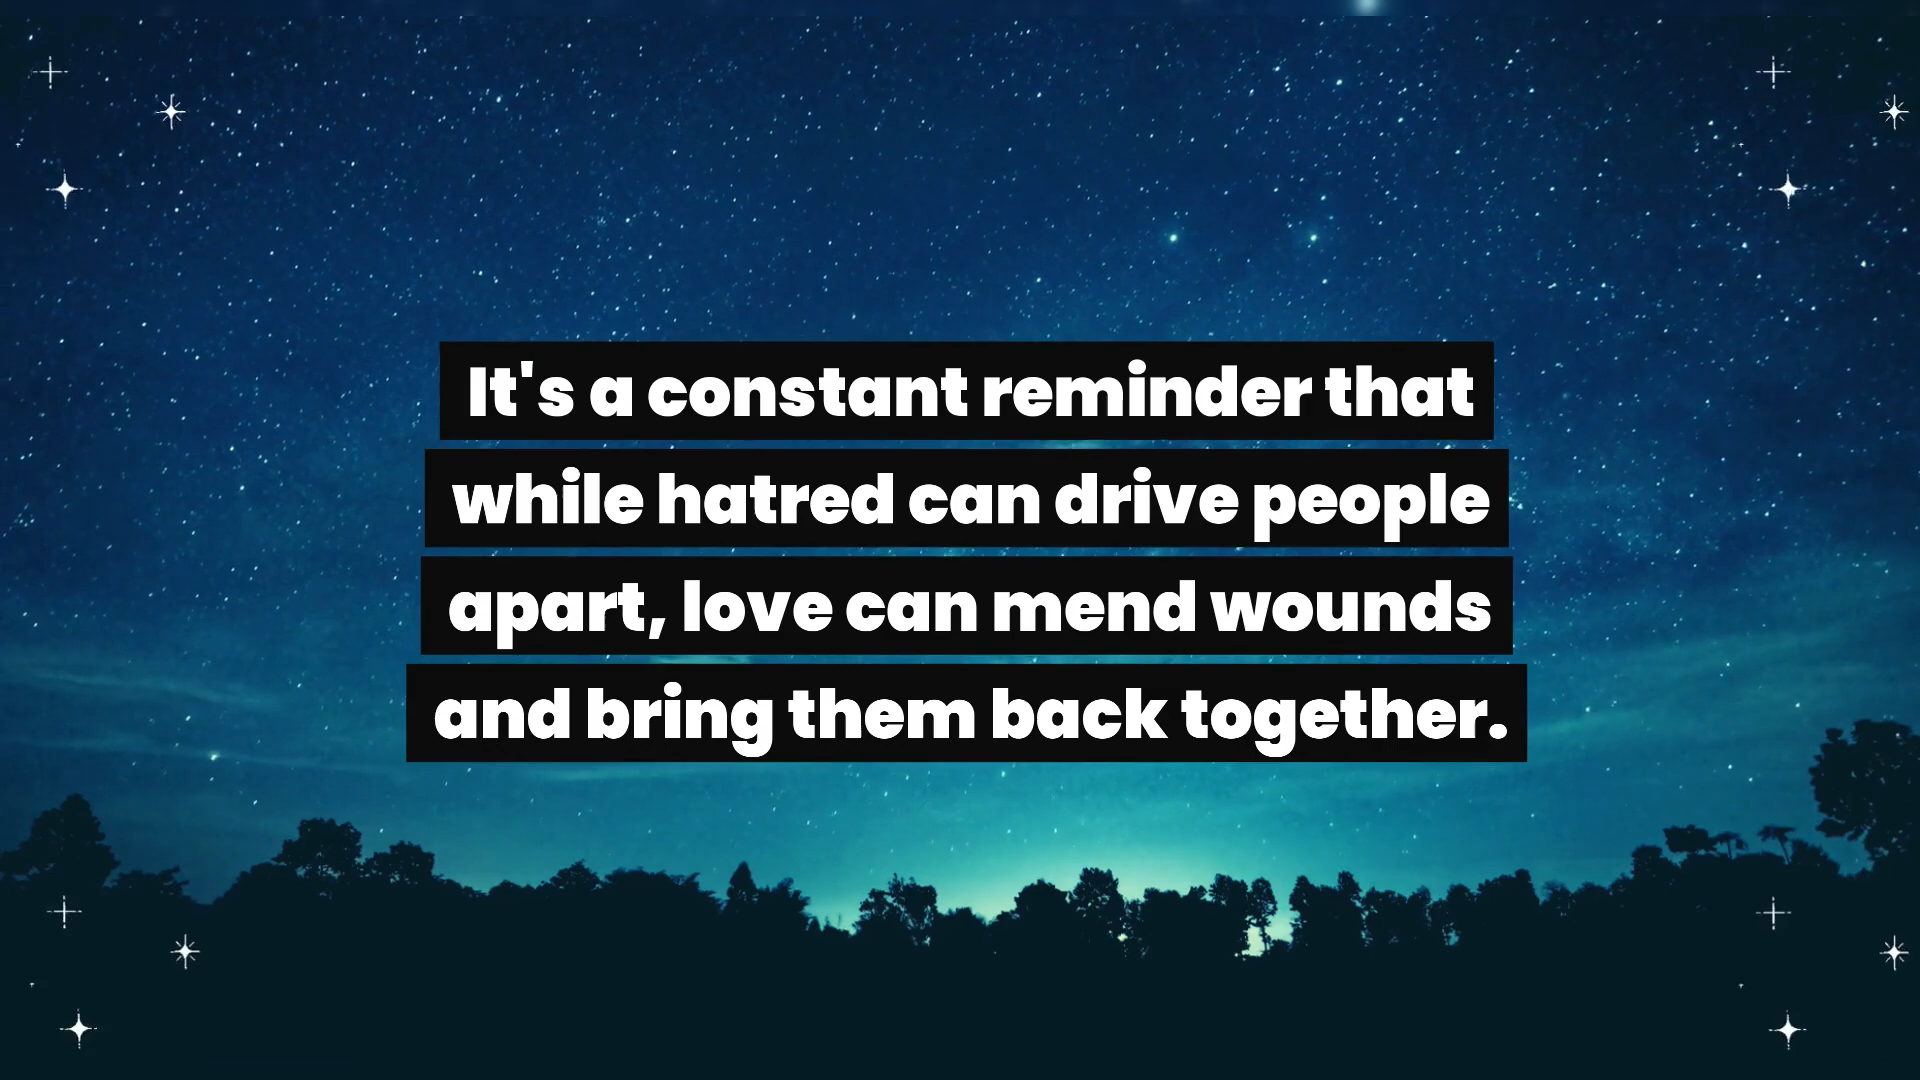 It's a constant reminder that
while hatred can drive people
apart, love can mend wounds
and bring them back together.